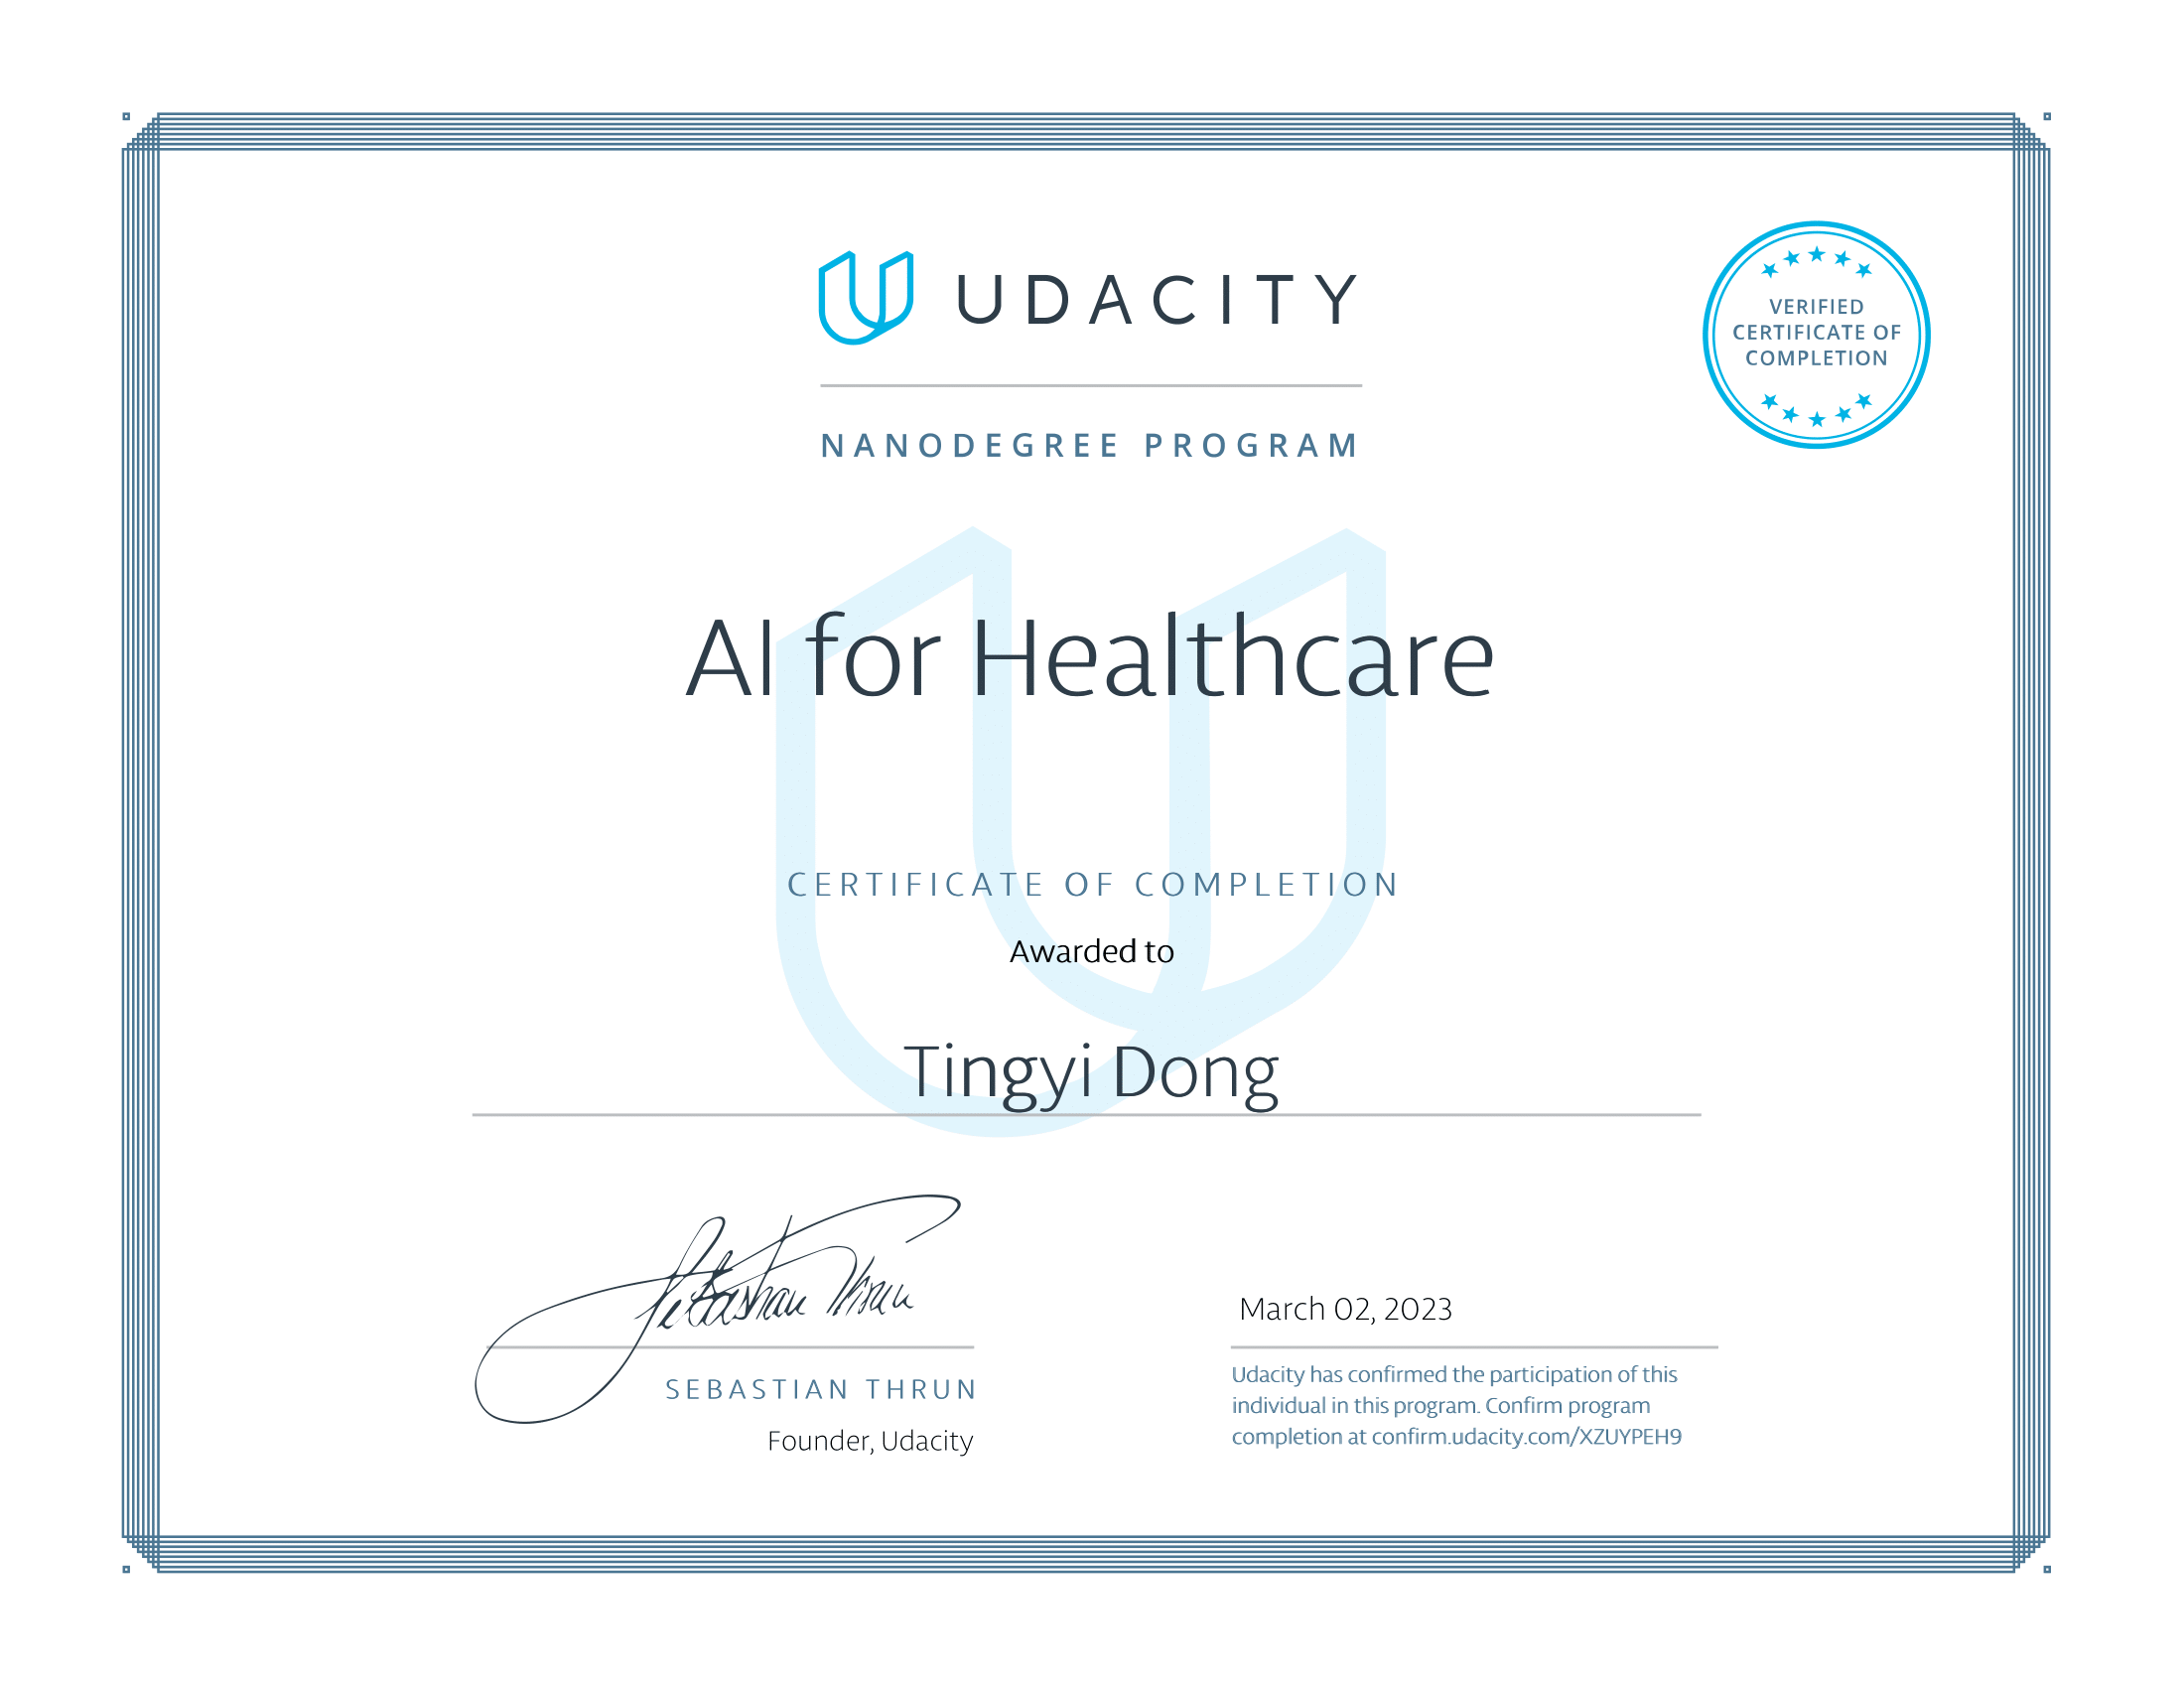 UDACITY
VERIFIED
CERTIFICATE OF
COMPLETION
NANODEGREE PROGRAM
AI for Healthcare
CERTIFICATE OF COMPLETION
Awarded to
Tingyi Dong
Sebastian Thrun
SEBASTIAN THRUN
Founder, Udacity
March 02, 2023
Udacity has confirmed the participation of this
individual in this program. Confirm program
completion at confirm.udacity.com/XZUYPEH9